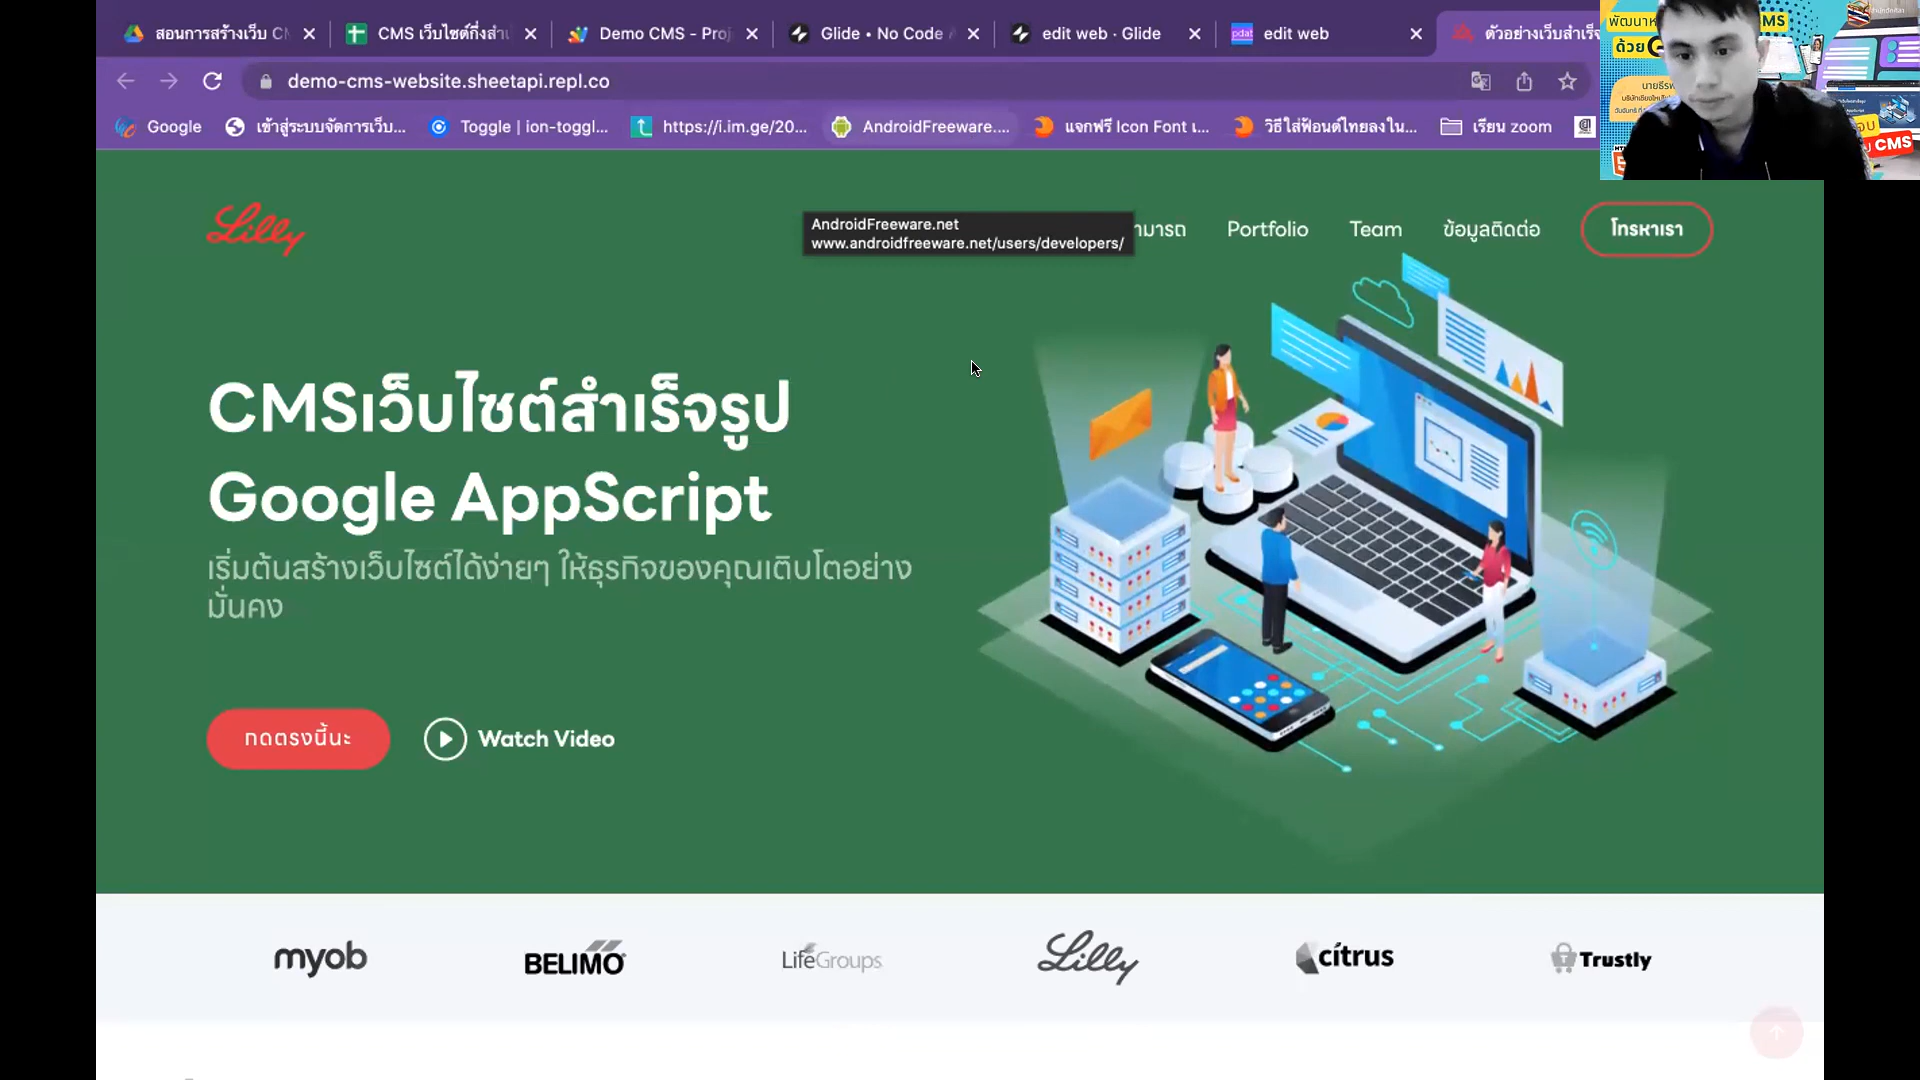 สอนการสร้างเว็บ CM
CMS เว็บไซต์กึ่งสำเ
Demo CMS - Proj
Glide • No Code
edit web · Glide
pdat
edit web
ตัวอย่างเว็บสำเร็จ
demo-cms-website.sheetapi.repl.co
Google
เข้าสู่ระบบจัดการเว็บ...
Toggle | ion-toggl...
https://i.im.ge/20...
AndroidFreeware....
แจกฟรี Icon Font เ...
วิธีใส่ฟ้อนต์ไทยลงใน...
เรียน zoom
MS
ด้วย
CMS
Lilly
AndroidFreeware.net
www.androidfreeware.net/users/developers/
Portfolio
Team
ข้อมูลติดต่อ
โทรหาเรา
CMSเว็บไซต์สำเร็จรูป
Google AppScript
เริ่มต้นสร้างเว็บไซต์ได้ง่ายๆ ให้ธุรกิจของคุณเติบโตอย่าง
มั่นคง
กดตรงนี้นะ
Watch Video
myob
BELIMO
LifeGroups
Lilly
citrus
Trustly